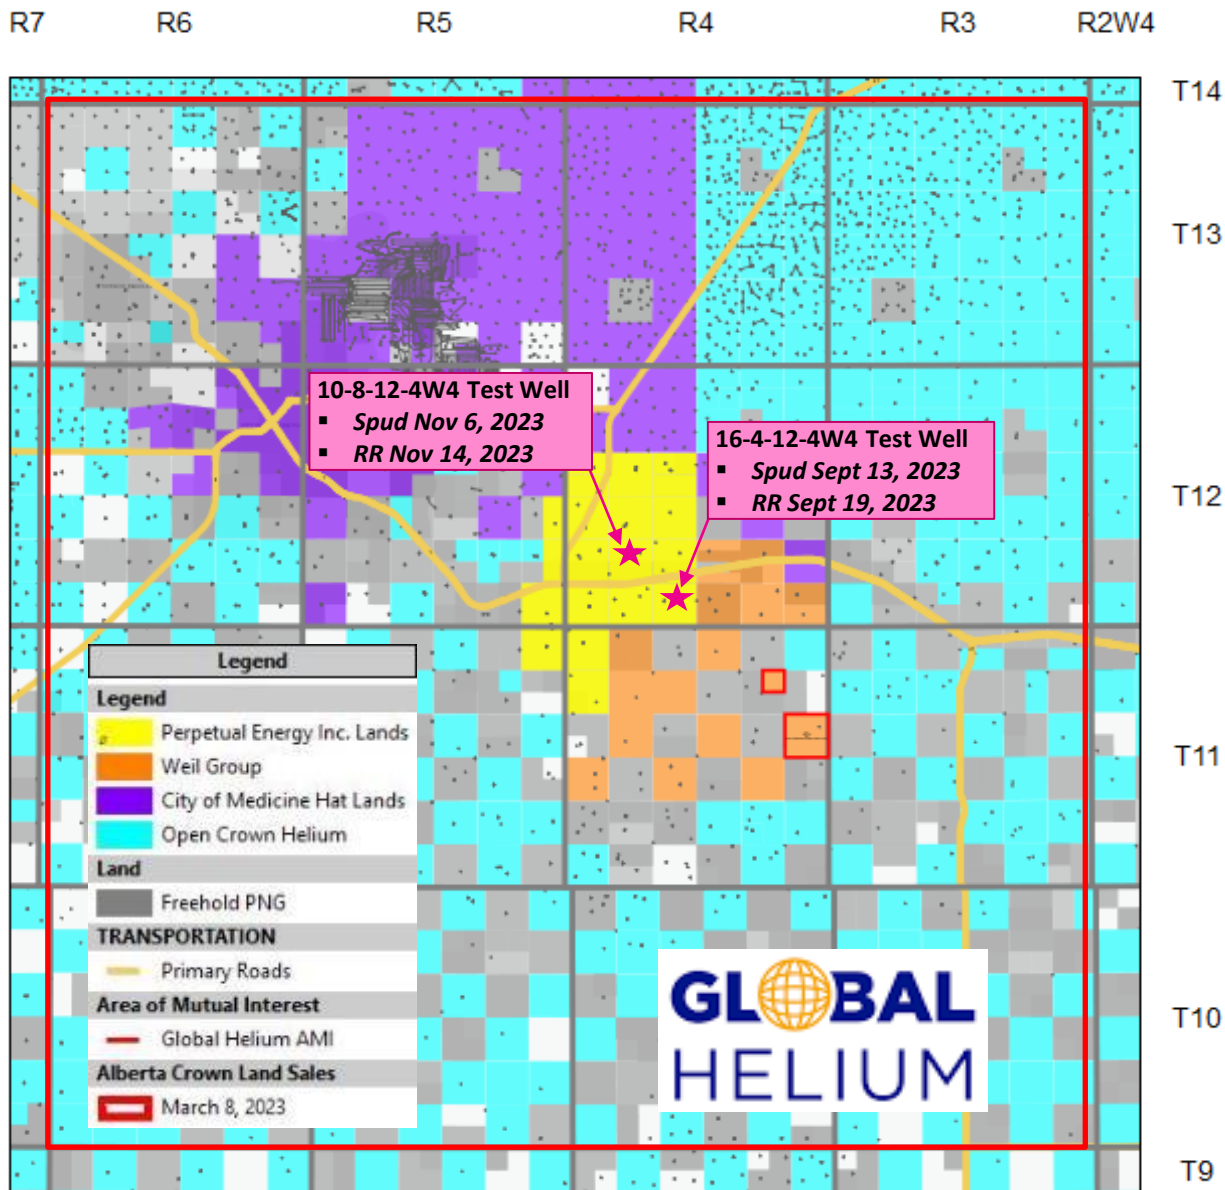 R7 R6 R5 R4 R3 R2W4
T14
T13
10-8-12-4W4 Test Well
▪ Spud Nov 6, 2023
▪ RR Nov 14, 2023
16-4-12-4W4 Test Well
▪ Spud Sept 13, 2023
▪ RR Sept 19, 2023
T12
Legend
Legend
Perpetual Energy Inc. Lands
Weil Group
City of Medicine Hat Lands
Open Crown Helium
Land
Freehold PNG
TRANSPORTATION
Primary Roads
Area of Mutual Interest
Global Helium AMI
Alberta Crown Land Sales
March 8, 2023
T11
GLOBAL
HELIUM
T10
T9